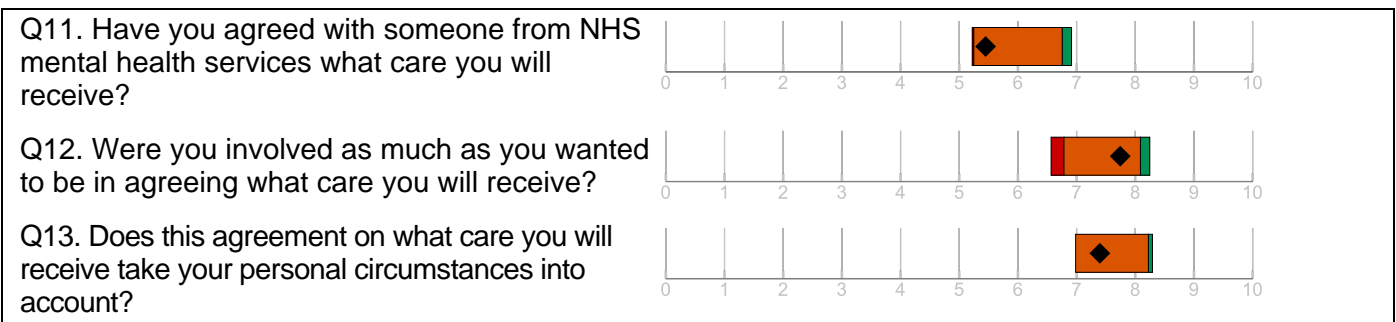 Q11. Have you agreed with someone from NHS
mental health services what care you will
receive?
0 1 2 3 4 5 6 7 8 9 10
Q12. Were you involved as much as you wanted
to be in agreeing what care you will receive?
0 1 2 3 4 5 6 7 8 9 10
Q13. Does this agreement on what care you will
receive take your personal circumstances into
account?
0 1 2 3 4 5 6 7 8 9 10